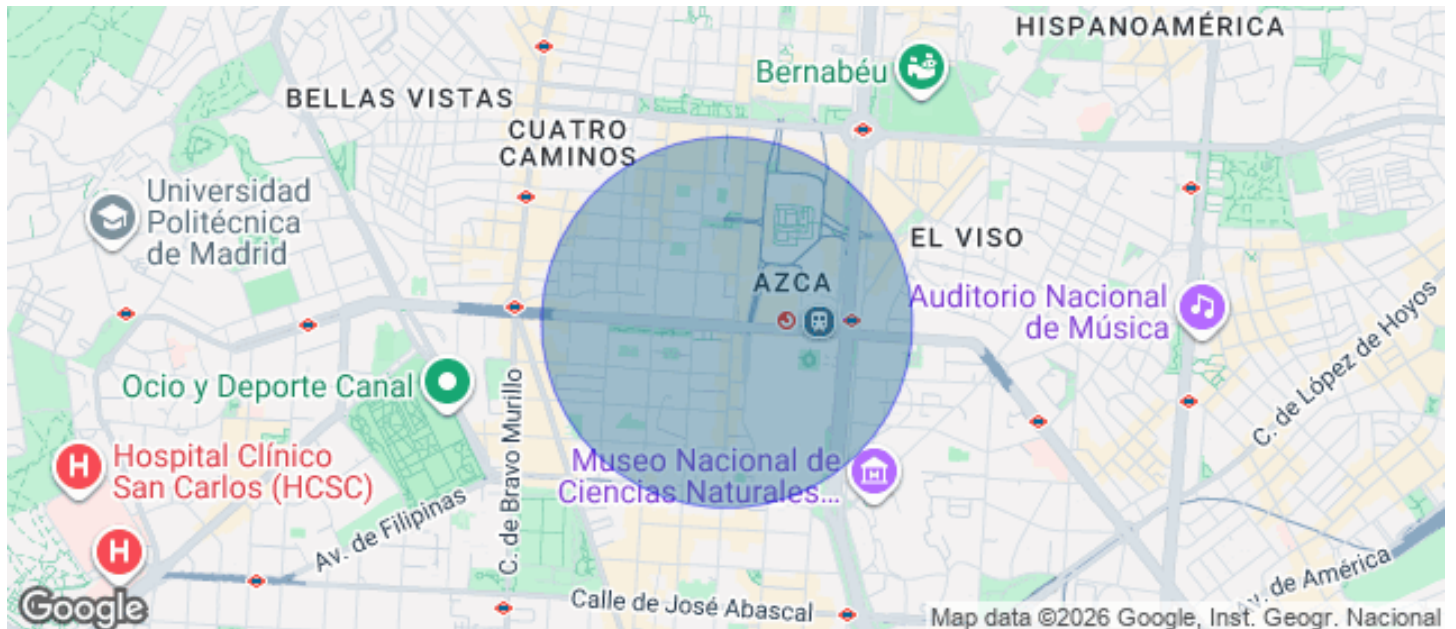 HISPANOAMÉRICA
Bernabéu
BELLAS VISTAS
CUATRO
CAMINOS
Universidad
Politécnica
de Madrid
EL VISO
AZCA
Auditorio Nacional
de Música
Ocio y Deporte Canal
C. de Bravo Murillo
C. de López de Hoyos
Hospital Clínico
San Carlos (HCSC)
Museo Nacional de
Ciencias Naturales...
Av. de Filipinas
H
H
Calle de José Abascal
Av. de América
Google
Map data ©2026 Google, Inst. Geogr. Nacional